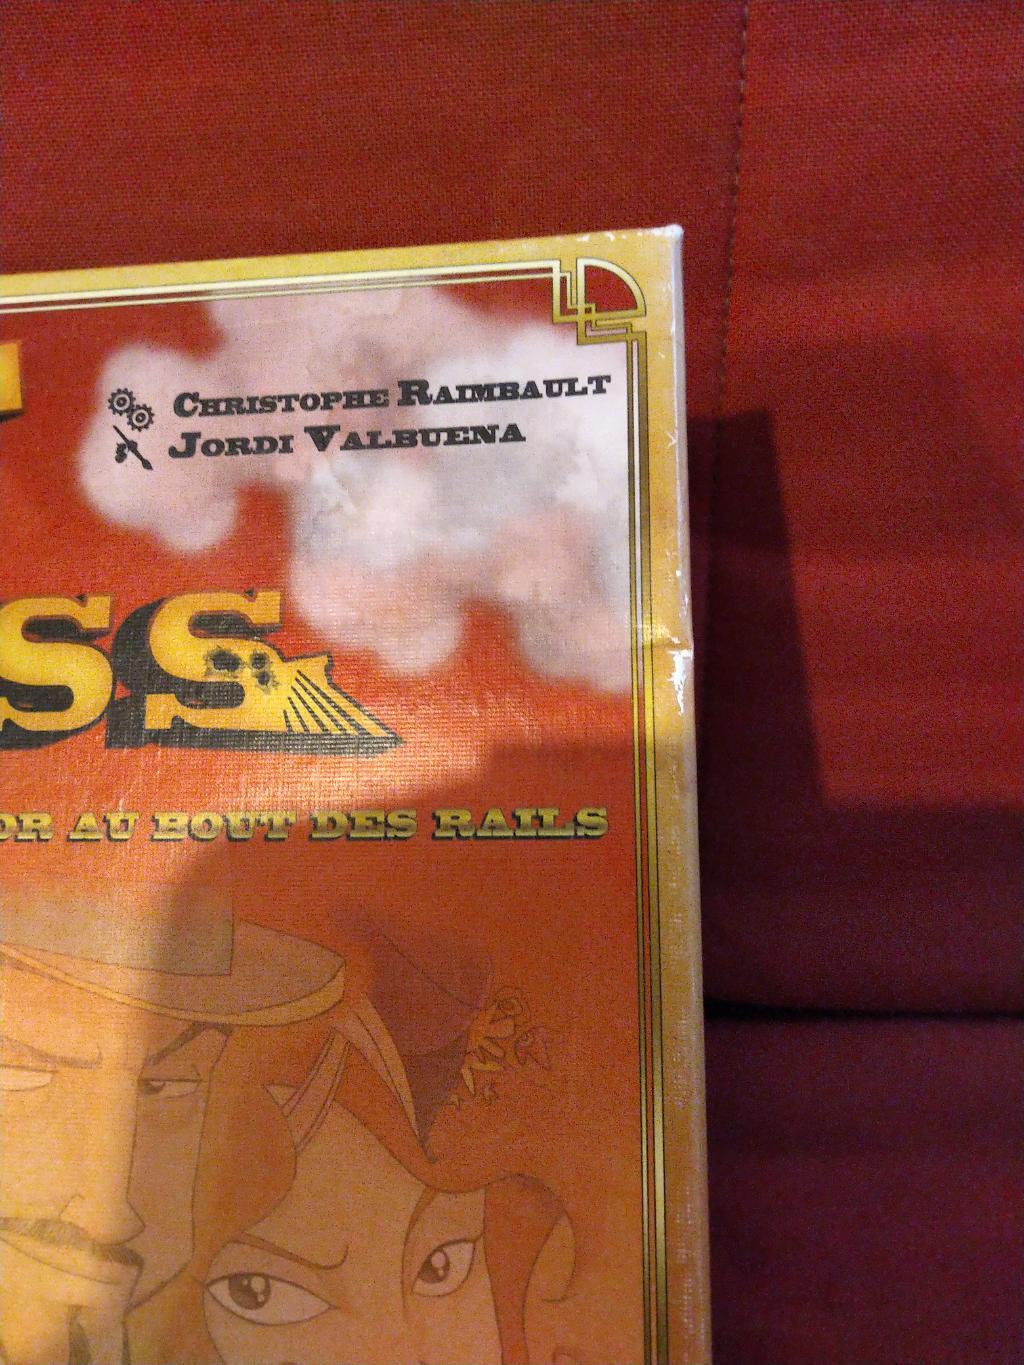 T
CHRISTOPHE RAIMBAULT
JORDI VALBUENA
SS
OR AU BOUT DES RAILS